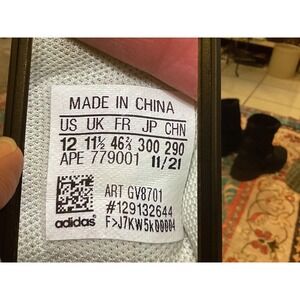 MADE IN CHINA
US UK FR JP CHN
12 11½ 46⅔ 300 290
APE 779001 11/21
ART GV8701
#129132644
adidas F>J7KW5k00004